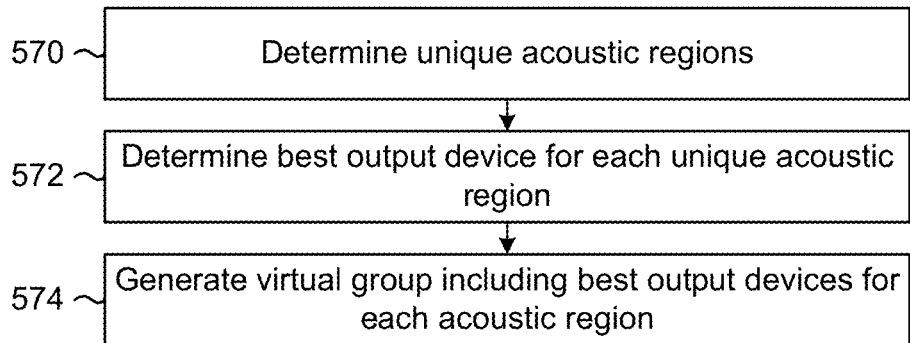 570
Determine unique acoustic regions
572
Determine best output device for each unique acoustic
region
574
Generate virtual group including best output devices for
each acoustic region